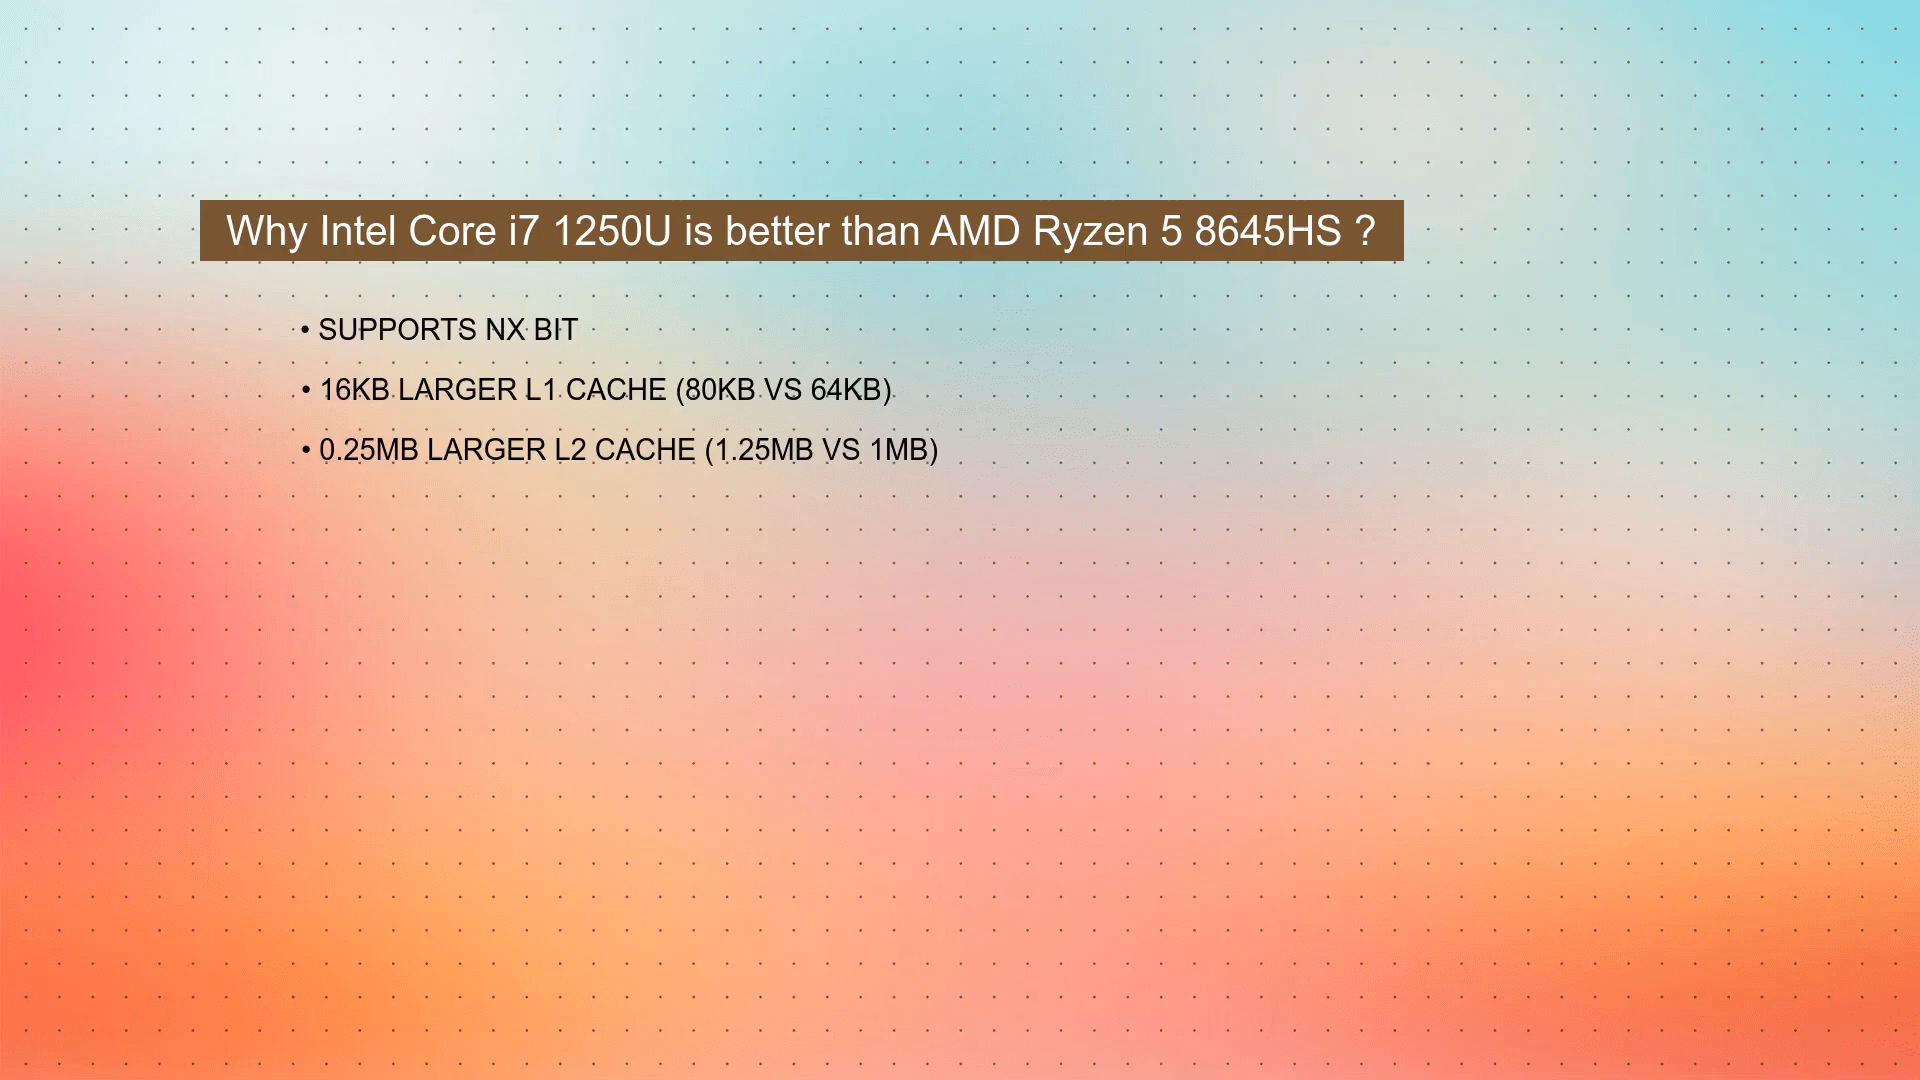 Why Intel Core i7 1250U is better than AMD Ryzen 5 8645HS ?
• SUPPORTS NX BIT
• 16KB LARGER L1 CACHE (80KB VS 64KB)
• 0.25MB LARGER L2 CACHE (1.25MB VS 1MB)